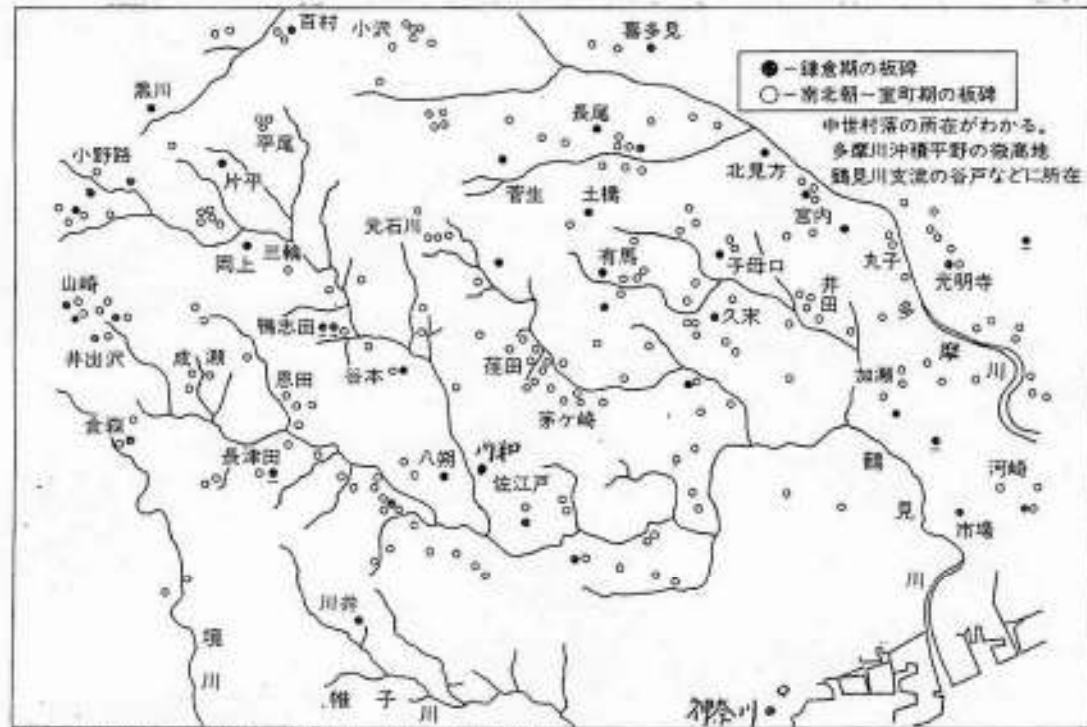 百村
小沢
喜多見
●-鎌倉期の板碑
○-南北朝-室町期の板碑
中世村落の所在がわかる。
多摩川沖積平野の微高地
鶴見川支流の谷戸などに所在
黒川
平尾
長尾
小野路
片平
菅生
北見方
土橋
宮内
元石川
岡上
三輪
有馬
子母口
丸子
光明寺
井田
山崎
鴨志田
久末
多摩川
井出沢
成瀬
恩田
谷本
荏田
加瀬
茅ヶ崎
長津田
八朔
川和
佐江戸
鶴見川
河崎
市場
川井
境川
帷子川
神奈川